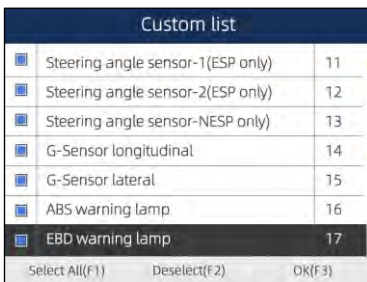 Custom list
Steering angle sensor-1(ESP only) 11
Steering angle sensor-2(ESP only) 12
Steering angle sensor-NESP only) 13
G-Sensor longitudinal 14
G-Sensor lateral 15
ABS warning lamp 16
EBD warning lamp 17
Select All(F1) Deselect(F2) OK(F3)